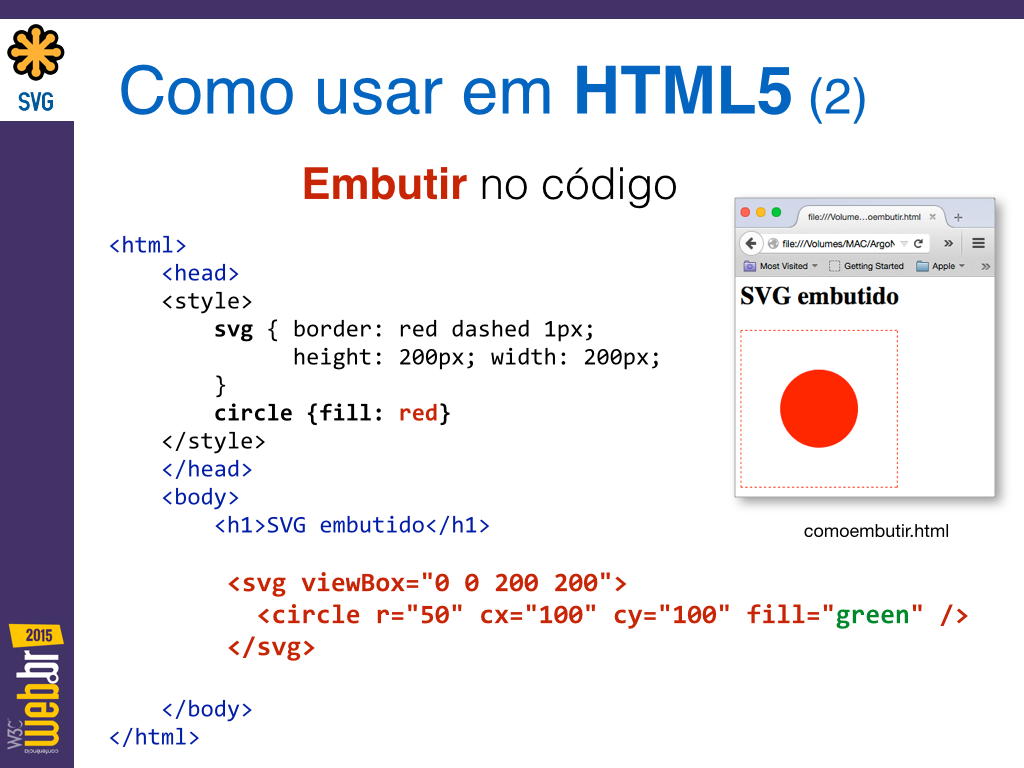 SVG
Como usar em HTML5 (2)
Embutir no código
<html>
<head>
<style>
svg { border: red dashed 1px;
height: 200px; width: 200px;
}
circle {fill: red}
</style>
</head>
<body>
<h1>SVG embutido</h1>
<svg viewBox="0 0 200 200">
<circle r="50" cx="100" cy="100" fill="green" />
</svg>
</body>
</html>
file:///Volume...oembutir.html
file:///Volumes/MAC/ArgoN
Most Visited
Getting Started
Apple
SVG embutido
comoembutir.html
2015
web.br
conferência
W3C